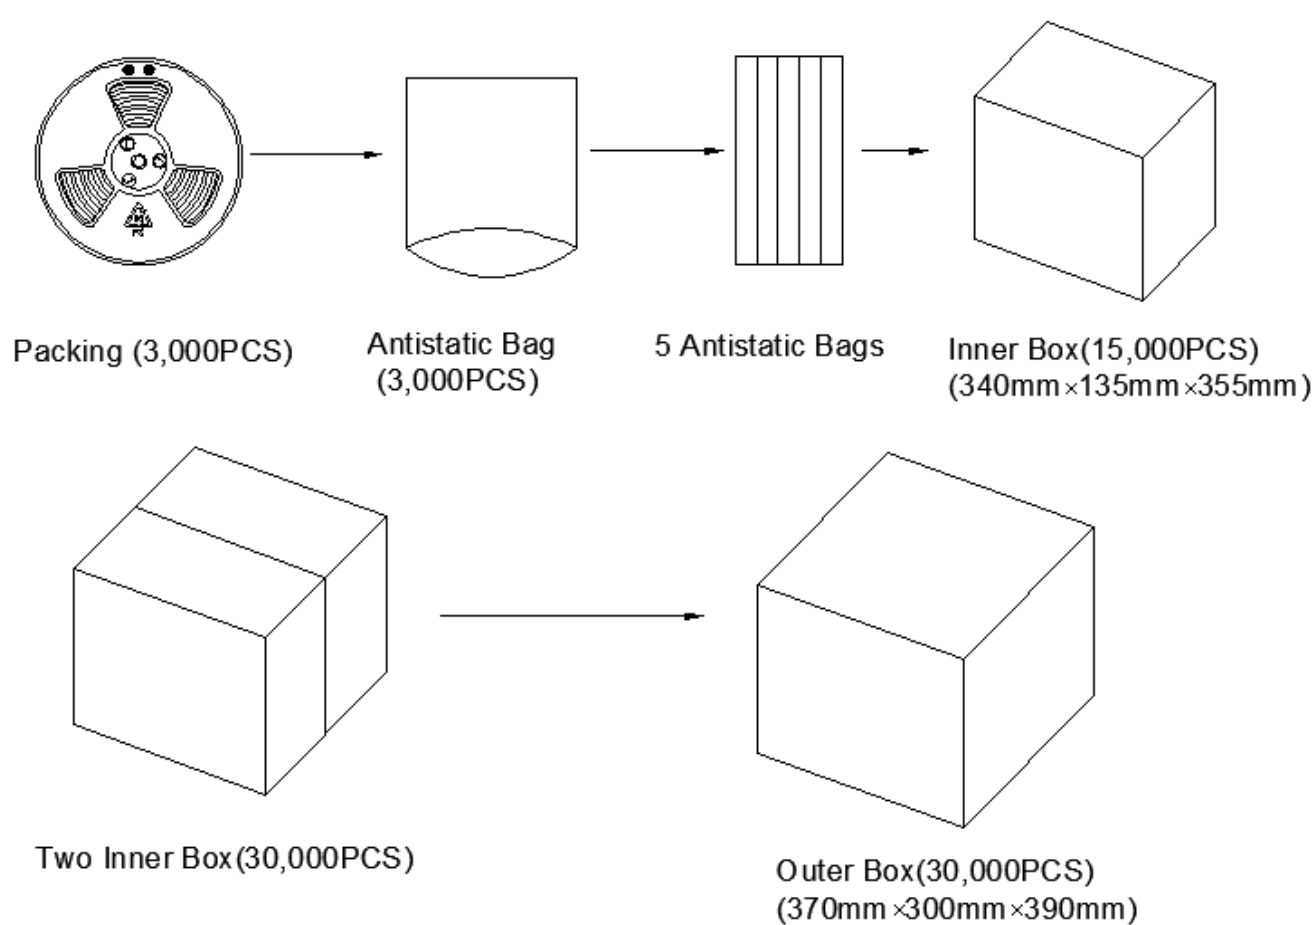 Packing (3,000PCS)
Antistatic Bag
(3,000PCS)
5 Antistatic Bags
Inner Box(15,000PCS)
(340mm×135mm×355mm)
Two Inner Box(30,000PCS)
Outer Box(30,000PCS)
(370mm×300mm×390mm)